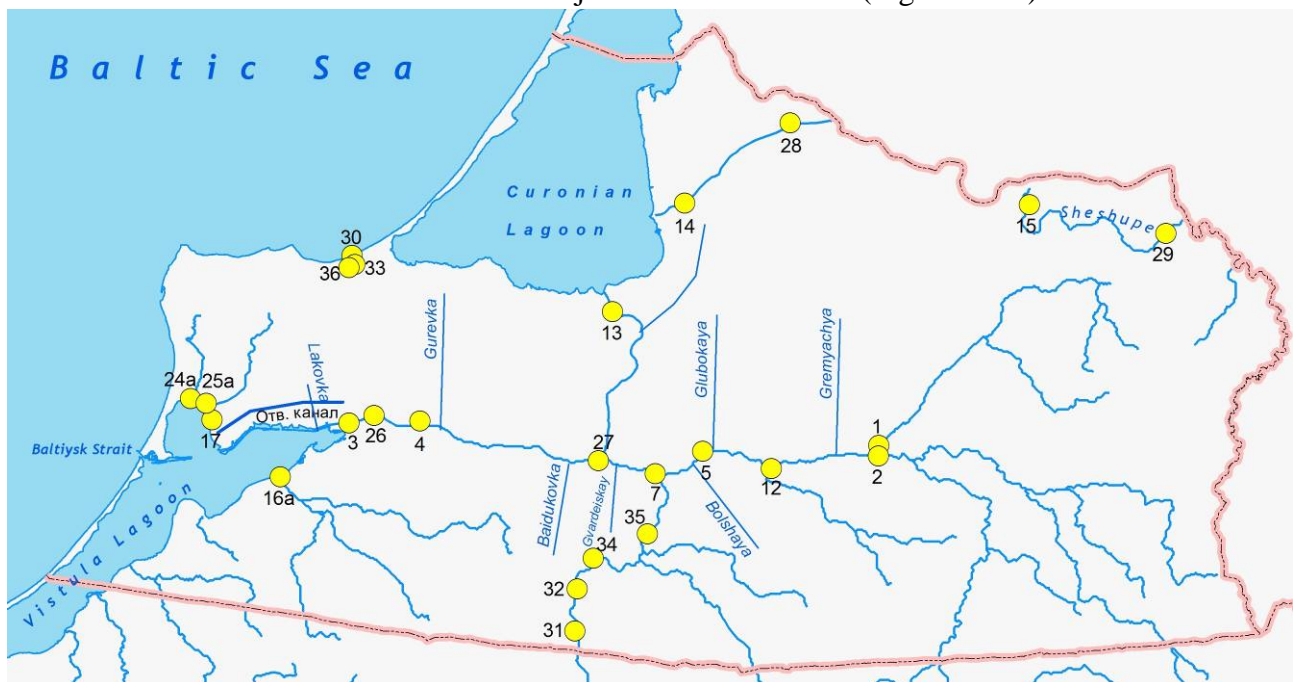 Baltic Sea
28
Curonian
Lagoon
14
15
Sheshupe
29
30
36
33
13
Gurevka
Glubokaya
Gremyachya
Lakovka
24a
25a
17
Отв. канал
3
26
4
1
2
Baltiysk Strait
27
5
12
7
16a
Baidukovka
Gvardeiskay
Bolshaya
35
34
32
31
Vistula Lagoon